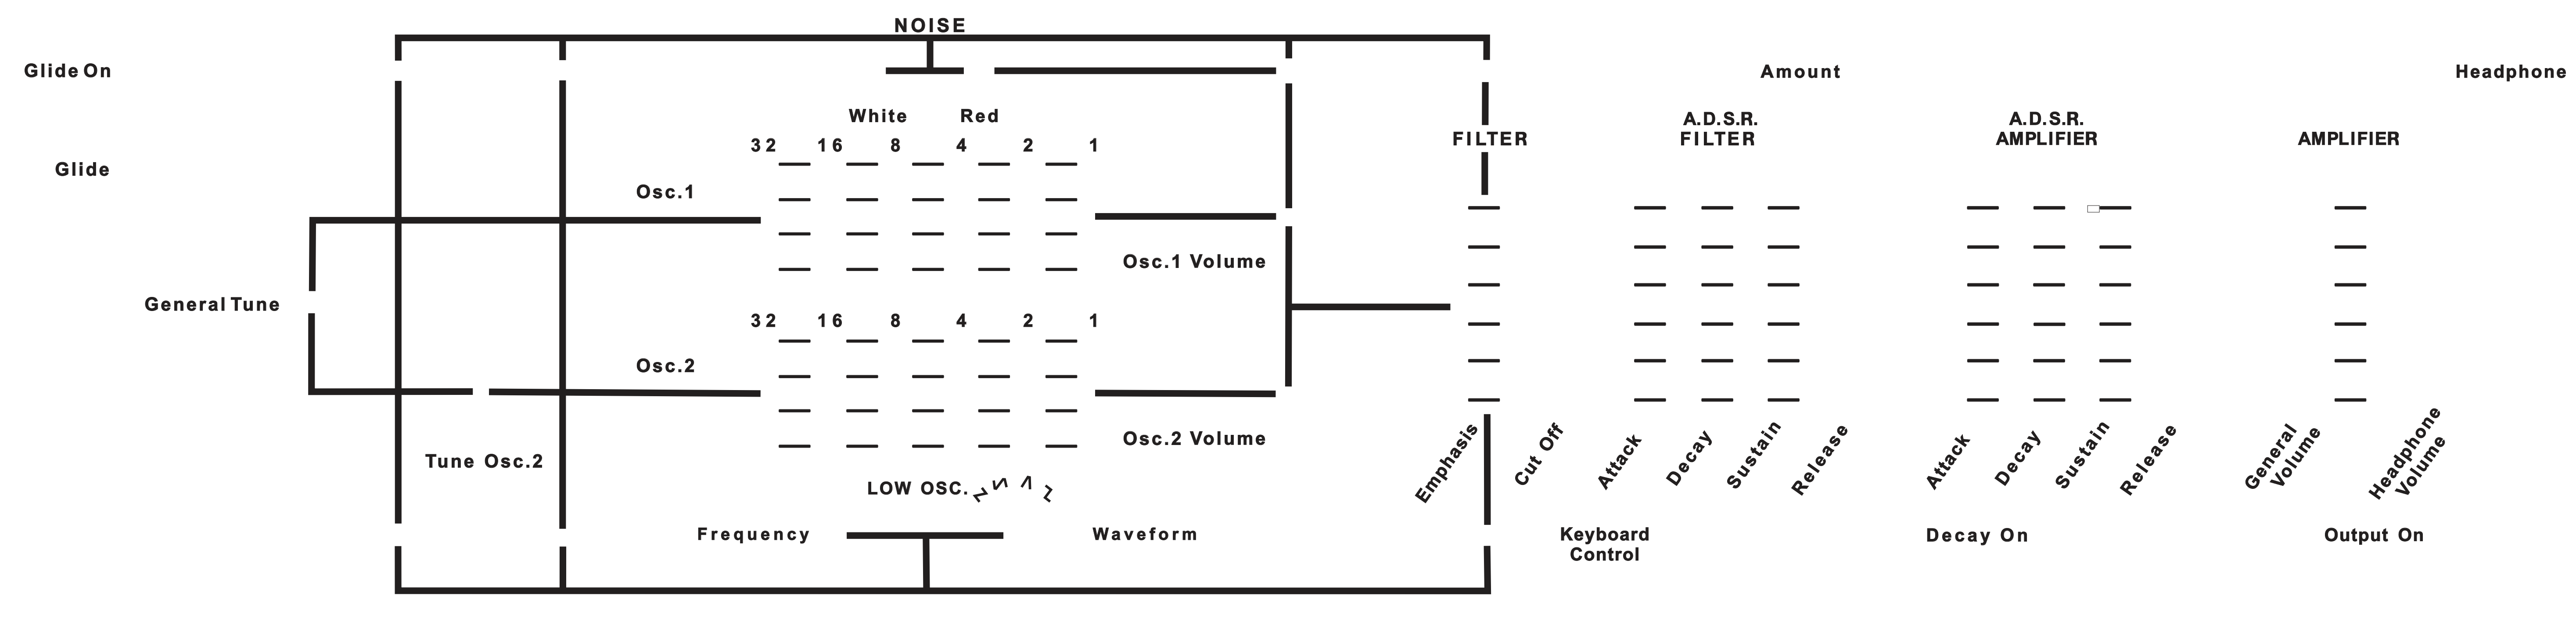 NOISE
Glide On
Amount
Headphone
White Red
A.D.S.R.
FILTER
A.D.S.R.
AMPLIFIER
FILTER
AMPLIFIER
32 16 8 4 2 1
Glide
Osc.1
Osc.1 Volume
General Tune
32 16 8 4 2 1
Osc.2
Osc.2 Volume
Tune Osc.2
LOW OSC.
Emphasis
Cut Off
Attack
Decay
Sustain
Release
Attack
Decay
Sustain
Release
General
Volume
Headphone
Volume
Frequency
Waveform
Keyboard
Control
Decay On
Output On